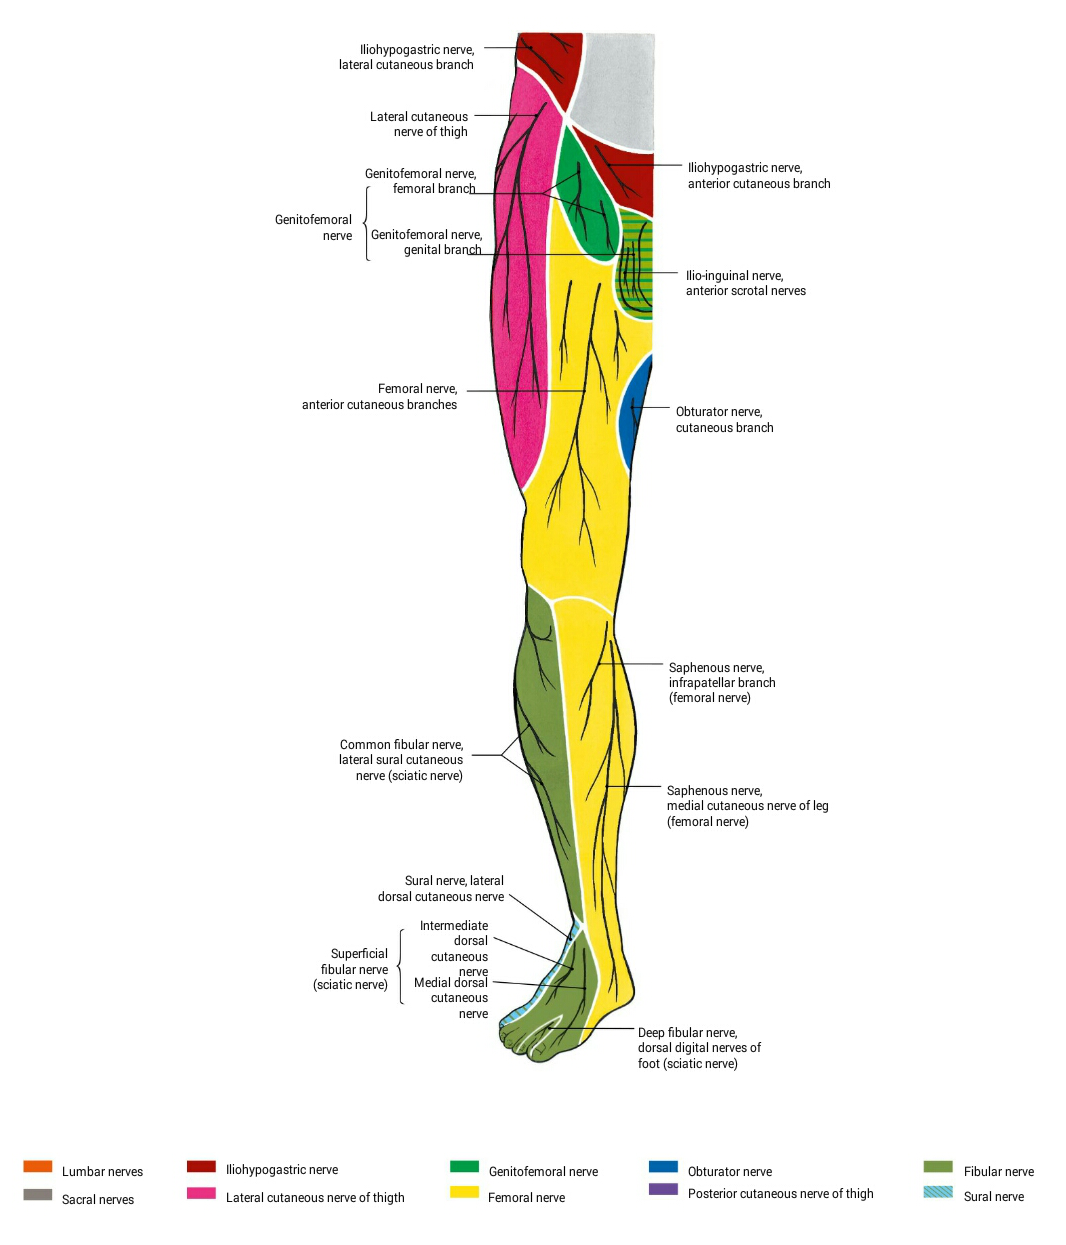 Iliohypogastric nerve,
lateral cutaneous branch
Lateral cutaneous
nerve of thigh
Iliohypogastric nerve,
anterior cutaneous branch
Genitofemoral nerve,
femoral branch
Genitofemoral
nerve
Genitofemoral nerve,
genital branch
Ilio-inguinal nerve,
anterior scrotal nerves
Femoral nerve,
anterior cutaneous branches
Obturator nerve,
cutaneous branch
Saphenous nerve,
infrapatellar branch
(femoral nerve)
Common fibular nerve,
lateral sural cutaneous
nerve (sciatic nerve)
Saphenous nerve,
medial cutaneous nerve of leg
(femoral nerve)
Sural nerve, lateral
dorsal cutaneous nerve
Intermediate
dorsal
cutaneous
nerve
Superficial
fibular nerve
(sciatic nerve)
Medial dorsal
cutaneous
nerve
Deep fibular nerve,
dorsal digital nerves of
foot (sciatic nerve)
Lumbar nerves
Iliohypogastric nerve
Genitofemoral nerve
Obturator nerve
Fibular nerve
Sacral nerves
Lateral cutaneous nerve of thigth
Femoral nerve
Posterior cutaneous nerve of thigh
Sural nerve